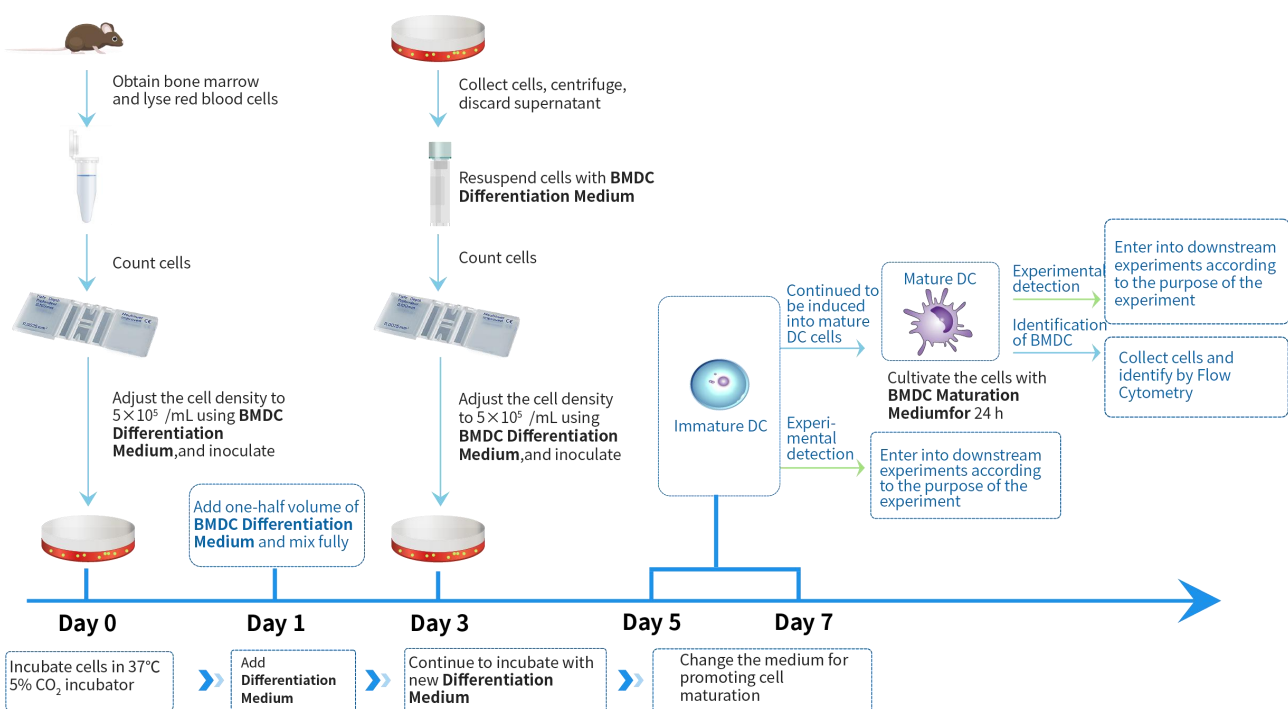 Obtain bone marrow
and lyse red blood cells
Count cells
Adjust the cell density to
5×10⁵ /mL using BMDC
Differentiation
Medium,and inoculate
Add one-half volume of
BMDC Differentiation
Medium and mix fully
Collect cells, centrifuge,
discard supernatant
Resuspend cells with BMDC
Differentiation Medium
Count cells
Adjust the cell density
to 5×10⁵ /mL using
BMDC Differentiation
Medium,and inoculate
Immature DC
Continued to
be induced
into mature
DC cells
Experi-
mental
detection
Mature DC
Cultivate the cells with
BMDC Maturation
Mediumfor 24 h
Experimental
detection
Identification
of BMDC
Enter into downstream
experiments according
to the purpose of the
experiment
Collect cells and
identify by Flow
Cytometry
Enter into downstream
experiments according
to the purpose of the
experiment
Day 0
Day 1
Day 3
Day 5
Day 7
Incubate cells in 37℃
5% CO₂ incubator
Add
Differentiation
Medium
Continue to incubate with
new Differentiation
Medium
Change the medium for
promoting cell
maturation